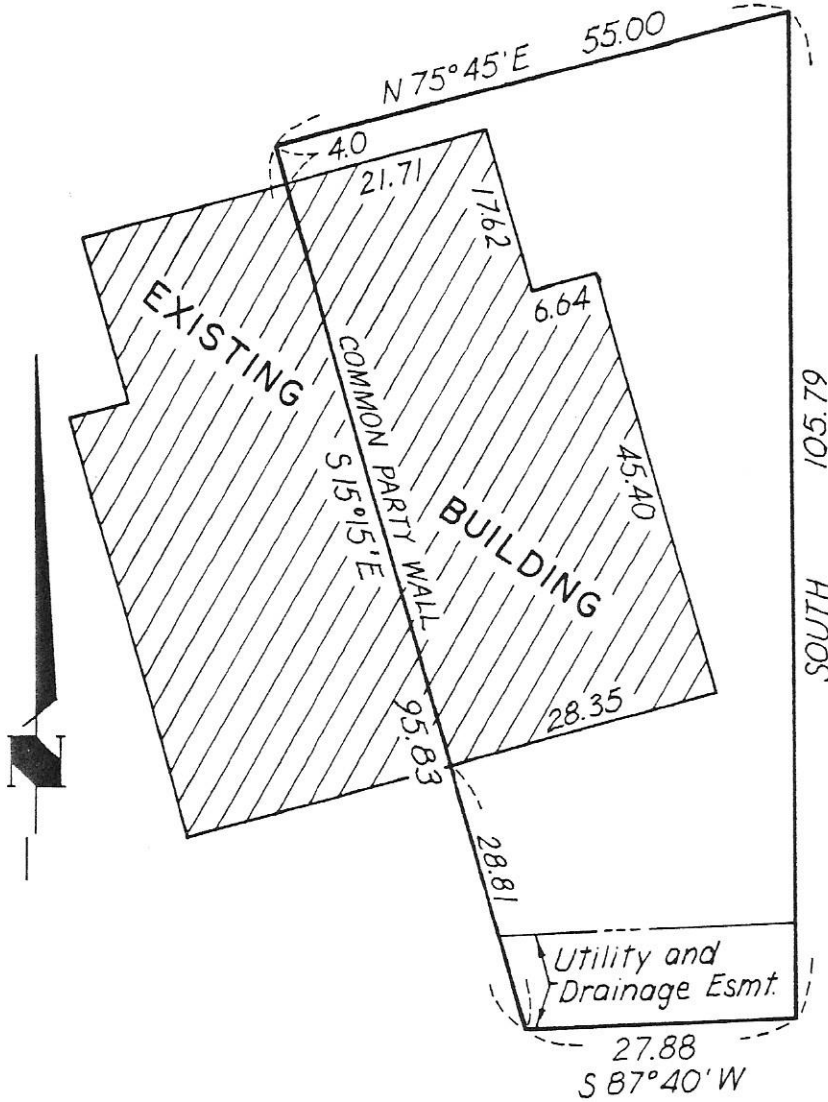 N 75°45'E 55.00
4.0
21.71
17.62
6.64
EXISTING
COMMON PARTY WALL
S 15°15'E
45.40
BUILDING
105.79
SOUTH
N
28.35
95.83
28.81
Utility and
Drainage Esmt.
27.88
S 87°40'W